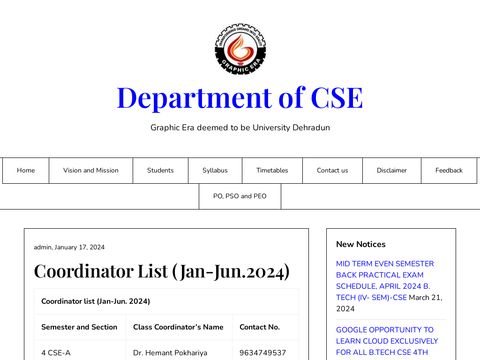 GRAPHIC ERA
Department of CSE
Graphic Era deemed to be University Dehradun
Home
Vision and Mission
Students
Syllabus
Timetables
Contact us
Disclaimer
Feedback
PO, PSO and PEO
admin, January 17, 2024
Coordinator List (Jan-Jun.2024)
Coordinator list (Jan-Jun. 2024)
Semester and Section Class Coordinator's Name Contact No.
4 CSE-A Dr. Hemant Pokhariya 9634749537
New Notices
MID TERM EVEN SEMESTER
BACK PRACTICAL EXAM
SCHEDULE, APRIL 2024 B.
TECH (IV- SEM)-CSE March 21,
2024
GOOGLE OPPORTUNITY TO
LEARN CLOUD EXCLUSIVELY
FOR ALL B.TECH CSE 4TH